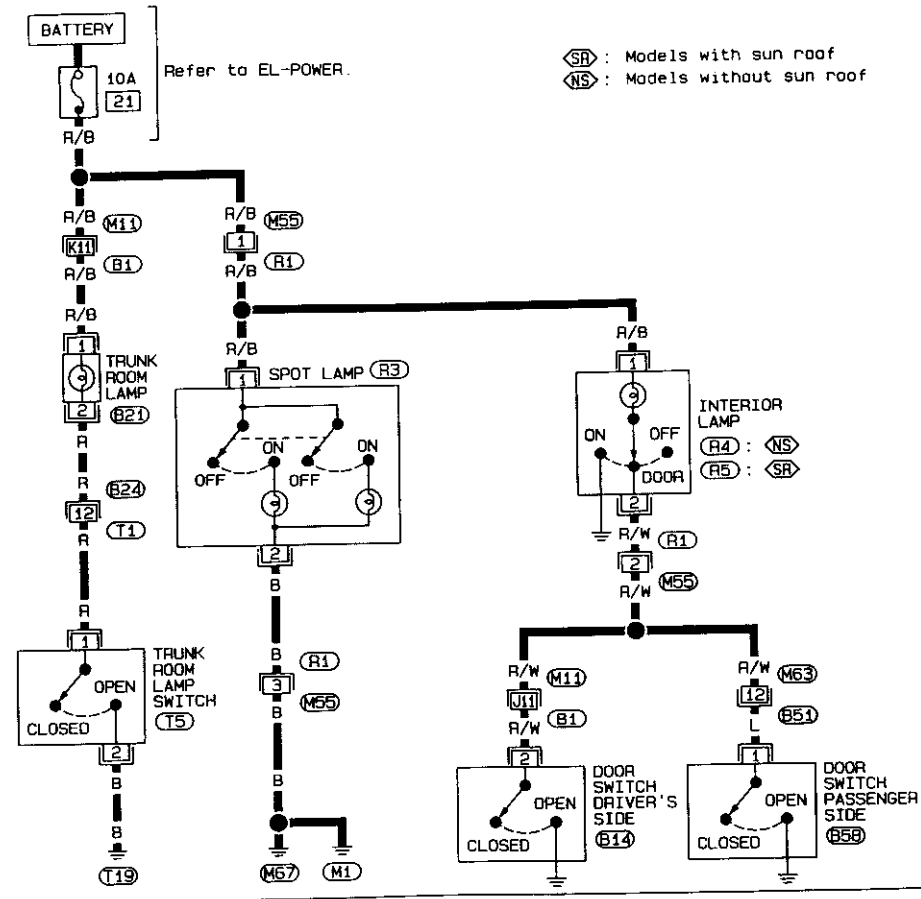 BATTERY
10A
21
Refer to EL-POWER.
SR : Models with sun roof
NS : Models without sun roof
R/B
R/B
M11
K11
B1
R/B
R/B
1
TRUNK
ROOM
LAMP
2
B21
R
R
B24
12
T1
R
R
1
TRUNK
ROOM
LAMP
SWITCH
T5
OPEN
CLOSED
2
B
B
T19
R/B
M55
1
R1
R/B
R/B
1
SPOT LAMP R3
ON
ON
OFF
OFF
2
B
B
R1
3
M55
B
B
M67
M1
R/B
1
INTERIOR
LAMP
R4 : NS
R5 : SR
ON
OFF
DOOR
2
R/W
R1
2
M55
R/W
R/W
M11
J11
B1
R/W
2
DOOR
SWITCH
DRIVER'S
SIDE
B14
OPEN
CLOSED
R/W
M63
12
B51
L
1
DOOR
SWITCH
PASSENGER
SIDE
B58
OPEN
CLOSED